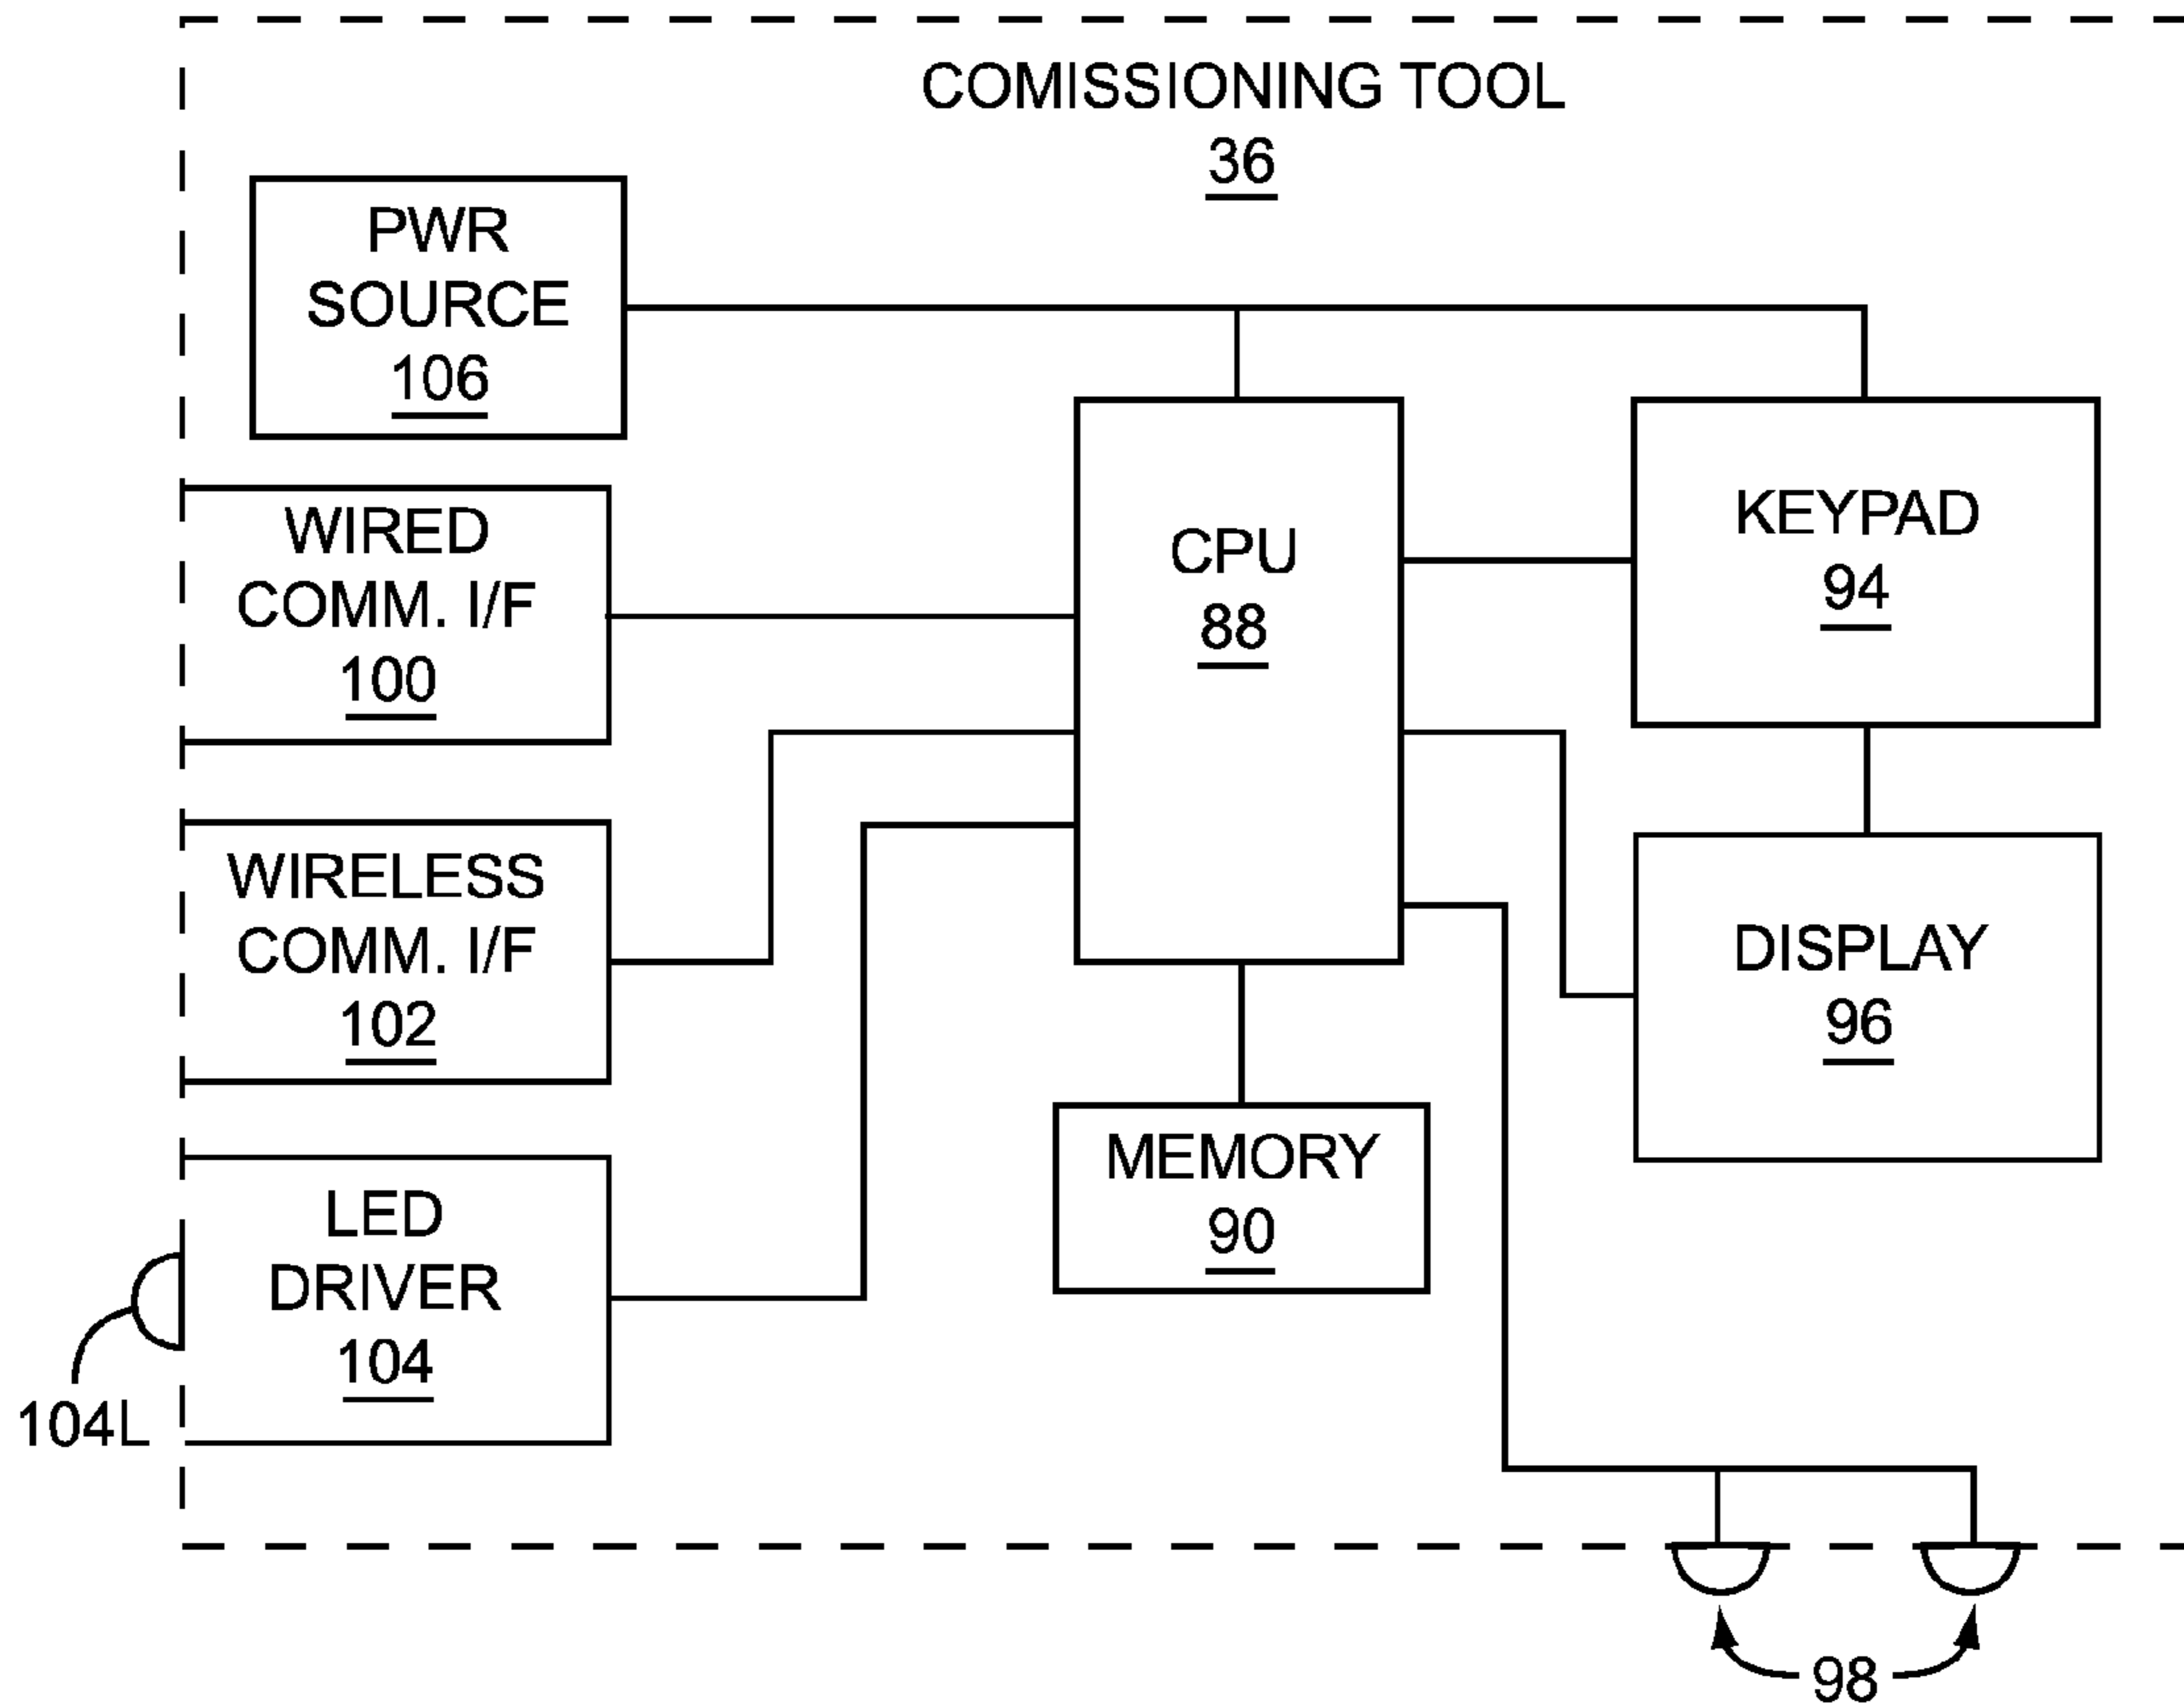 COMISSIONING TOOL
36
PWR
SOURCE
106
WIRED
COMM. I/F
100
CPU
88
KEYPAD
94
WIRELESS
COMM. I/F
102
DISPLAY
96
MEMORY
90
LED
DRIVER
104
104L
98